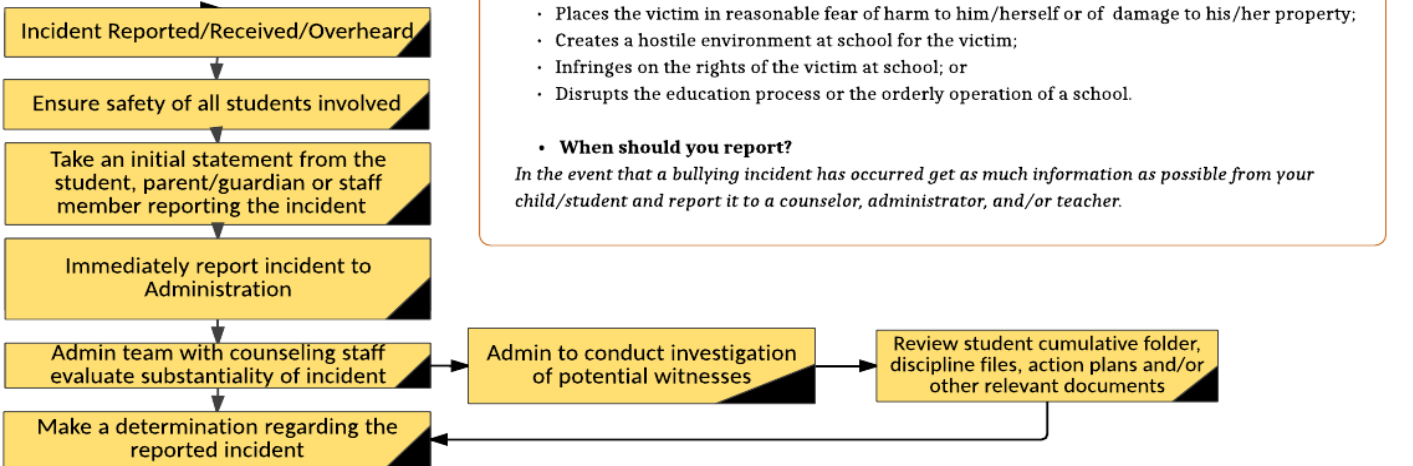 Incident Reported/Received/Overheard
Ensure safety of all students involved
Take an initial statement from the
student, parent/guardian or staff
member reporting the incident
Immediately report incident to
Administration
Admin team with counseling staff
evaluate substantiality of incident
Admin to conduct investigation
of potential witnesses
Review student cumulative folder,
discipline files, action plans and/or
other relevant documents
Make a determination regarding the
reported incident
· Places the victim in reasonable fear of harm to him/herself or of damage to his/her property;
· Creates a hostile environment at school for the victim;
· Infringes on the rights of the victim at school; or
· Disrupts the education process or the orderly operation of a school.
• When should you report?
In the event that a bullying incident has occurred get as much information as possible from your
child/student and report it to a counselor, administrator, and/or teacher.